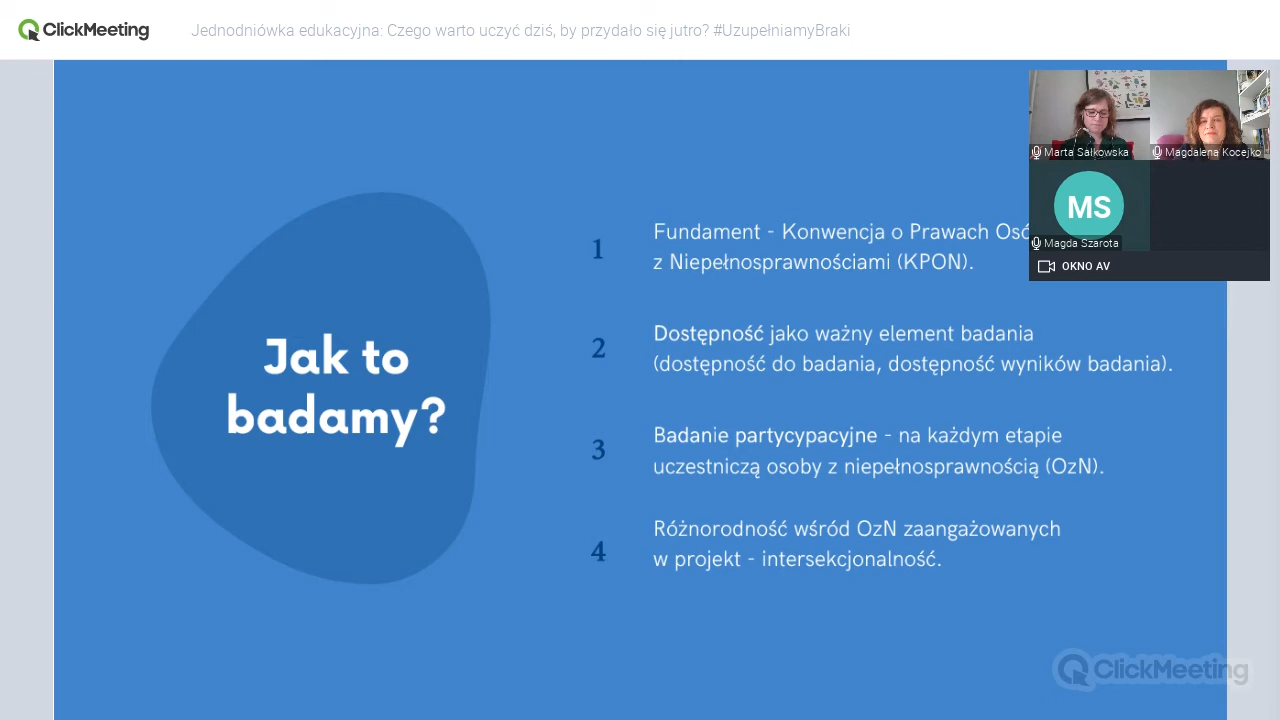 ClickMeeting
Jednodniówka edukacyjna: Czego warto uczyć dziś, by przydało się jutro? #UzupełniamyBraki
Marta Sałkowska
Magdalena Kocejko
MS
Magda Szarota
OKNO AV
Jak to
badamy?
1
Fundament - Konwencja o Prawach Osó
z Niepełnosprawnościami (KPON).
2
Dostępność jako ważny element badania
(dostępność do badania, dostępność wyników badania).
3
Badanie partycypacyjne - na każdym etapie
uczestniczą osoby z niepełnosprawnością (OzN).
4
Różnorodność wśród OzN zaangażowanych
w projekt - intersekcjonalność.
ClickMeeting